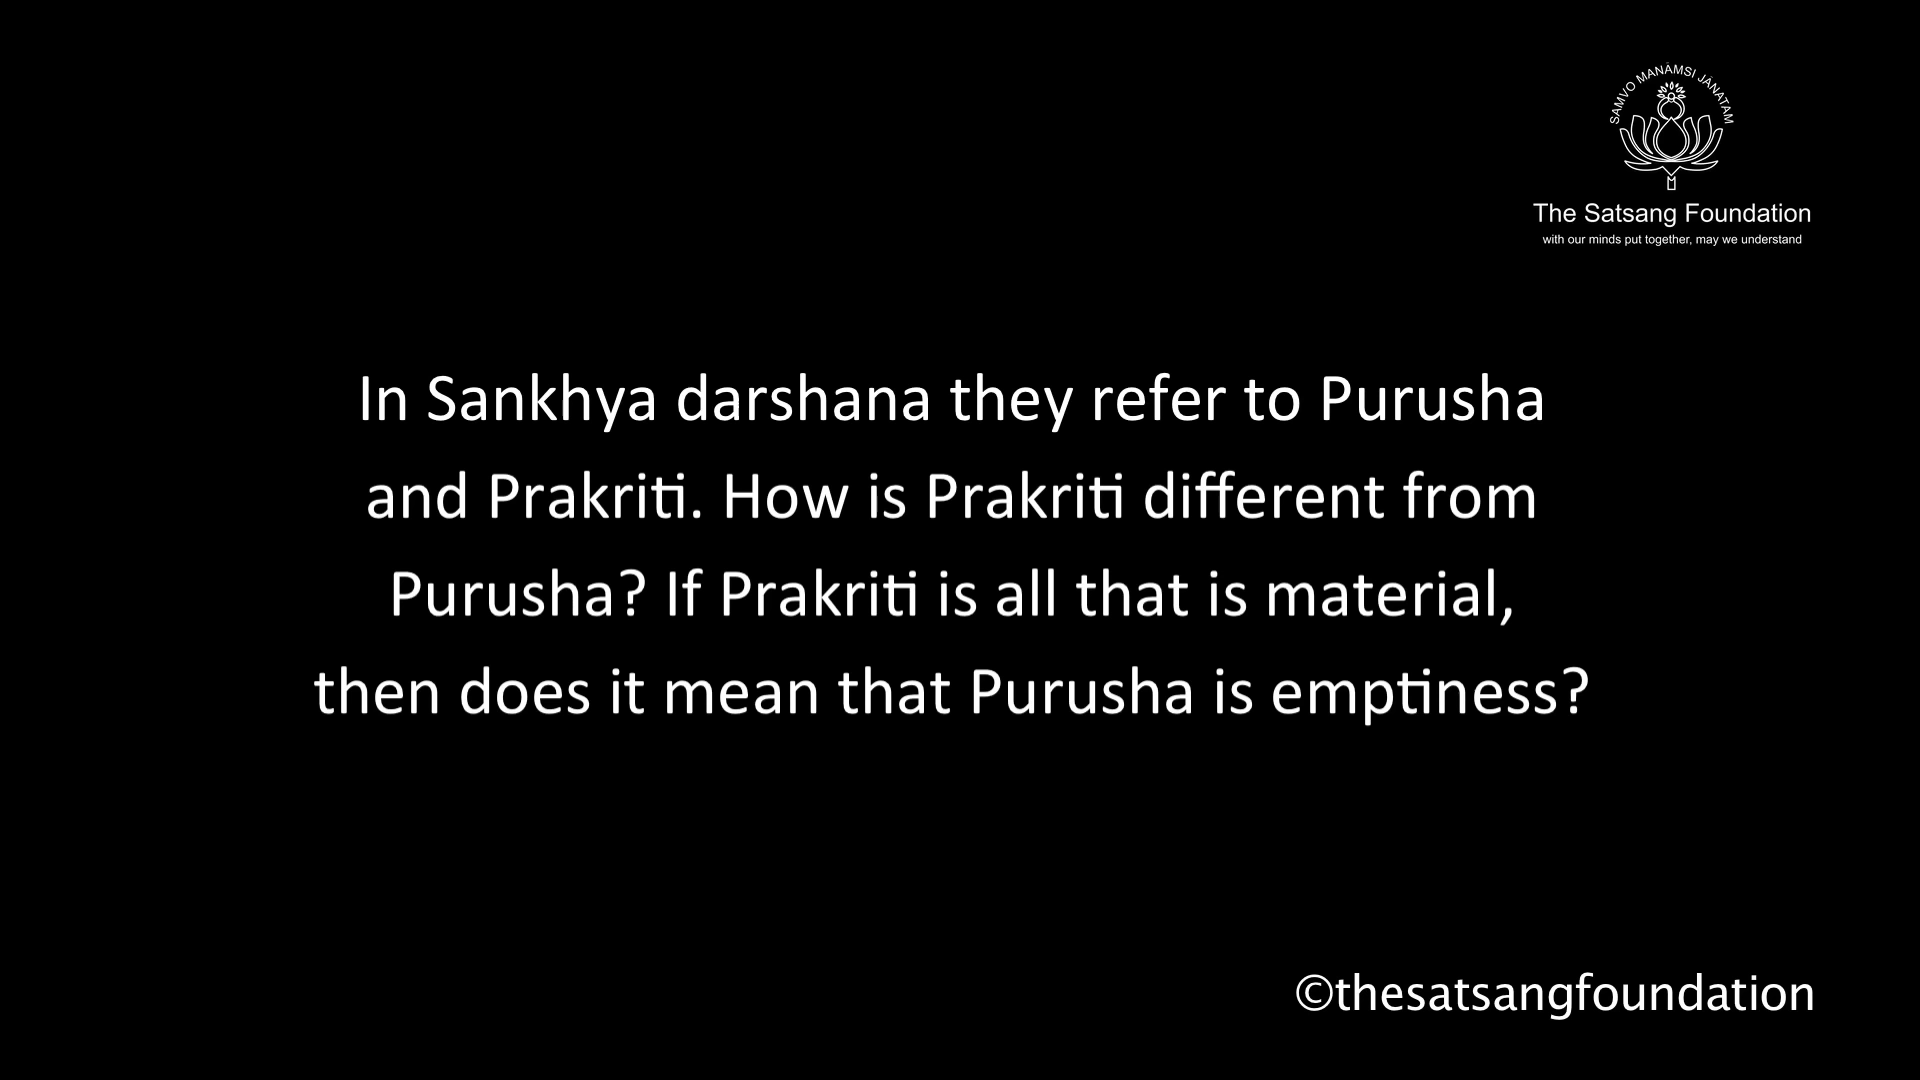 SAMVO MANĀMSI JĀNATAM
The Satsang Foundation
with our minds put together, may we understand
In Sankhya darshana they refer to Purusha
and Prakriti. How is Prakriti different from
Purusha? If Prakriti is all that is material,
then does it mean that Purusha is emptiness?
©thesatsangfoundation